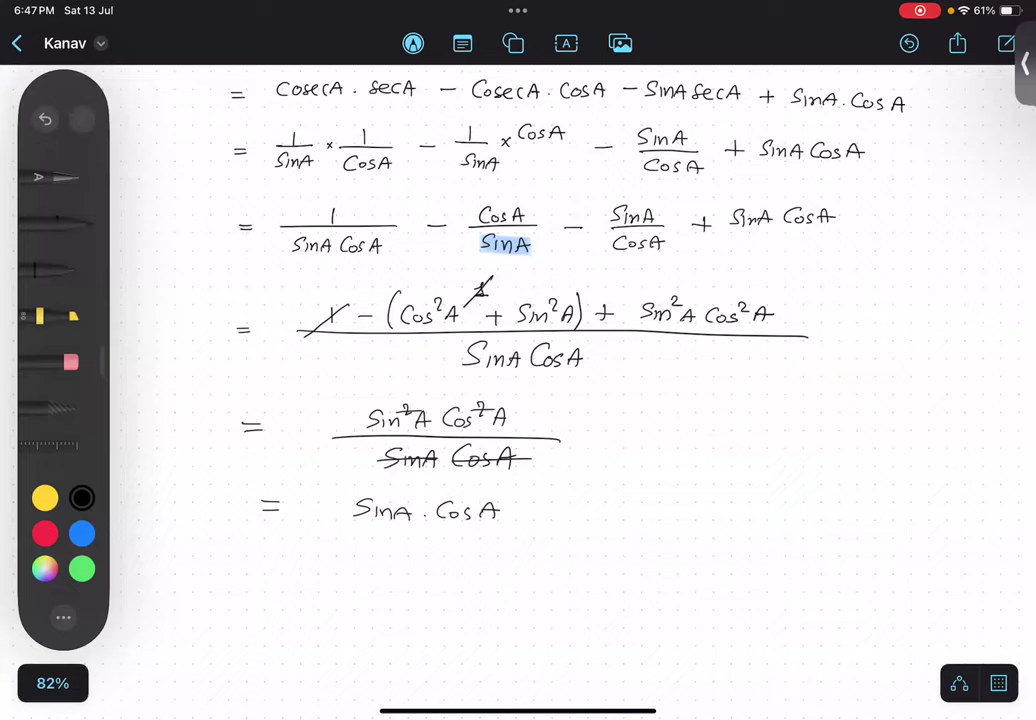 6:47PM Sat 13 Jul 61%
Kanav
= CosecA . secA - CosecA . CosA - SinA secA + SinA . CosA
= 1/SinA × 1/CosA - 1/SinA × CosA - SinA/CosA + SinA CosA
= 1/SinA CosA - CosA/SinA - SinA/CosA + SinA CosA
1
= 1 - (Cos²A + Sin²A) + Sin²A Cos²A / SinA CosA
= Sin²A Cos²A / SinA CosA
= SinA . CosA
82%